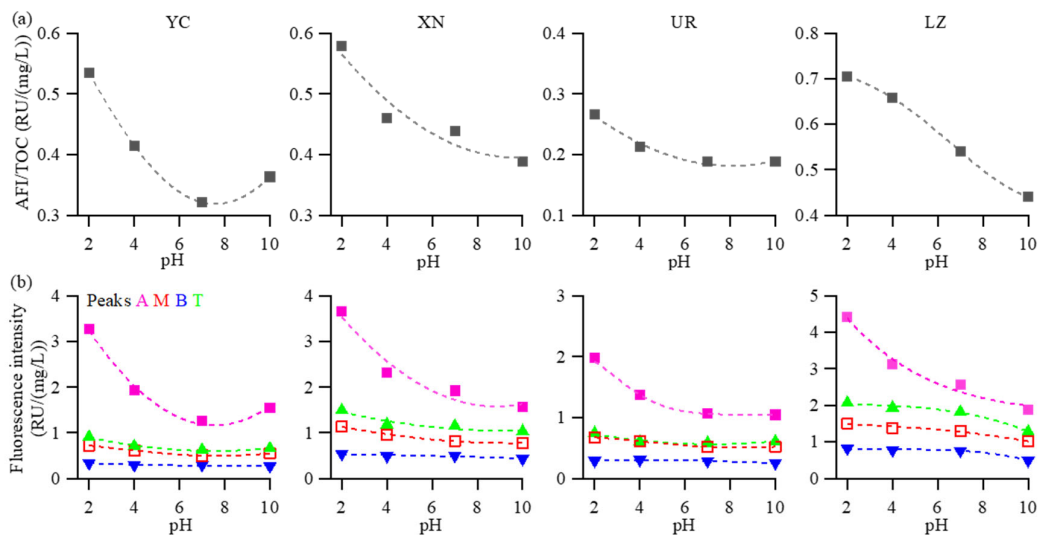 (a)
YC XN UR LZ
AFI/TOC (RU/(mg/L))
0.6 0.6 0.4 0.8
0.5 0.5 0.3 0.7
0.6
0.4 0.4 0.2 0.5
0.3 0.3 0.1 0.4
2 4 6 8 10 2 4 6 8 10 2 4 6 8 10 2 4 6 8 10
pH pH pH pH
(b)
Fluorescence intensity
(RU/(mg/L))
Peaks A M B T
4 4 3 5
3 3 2 4
3
2 2 2
1 1 1 1
0 0 0 0
2 4 6 8 10 2 4 6 8 10 2 4 6 8 10 2 4 6 8 10
pH pH pH pH